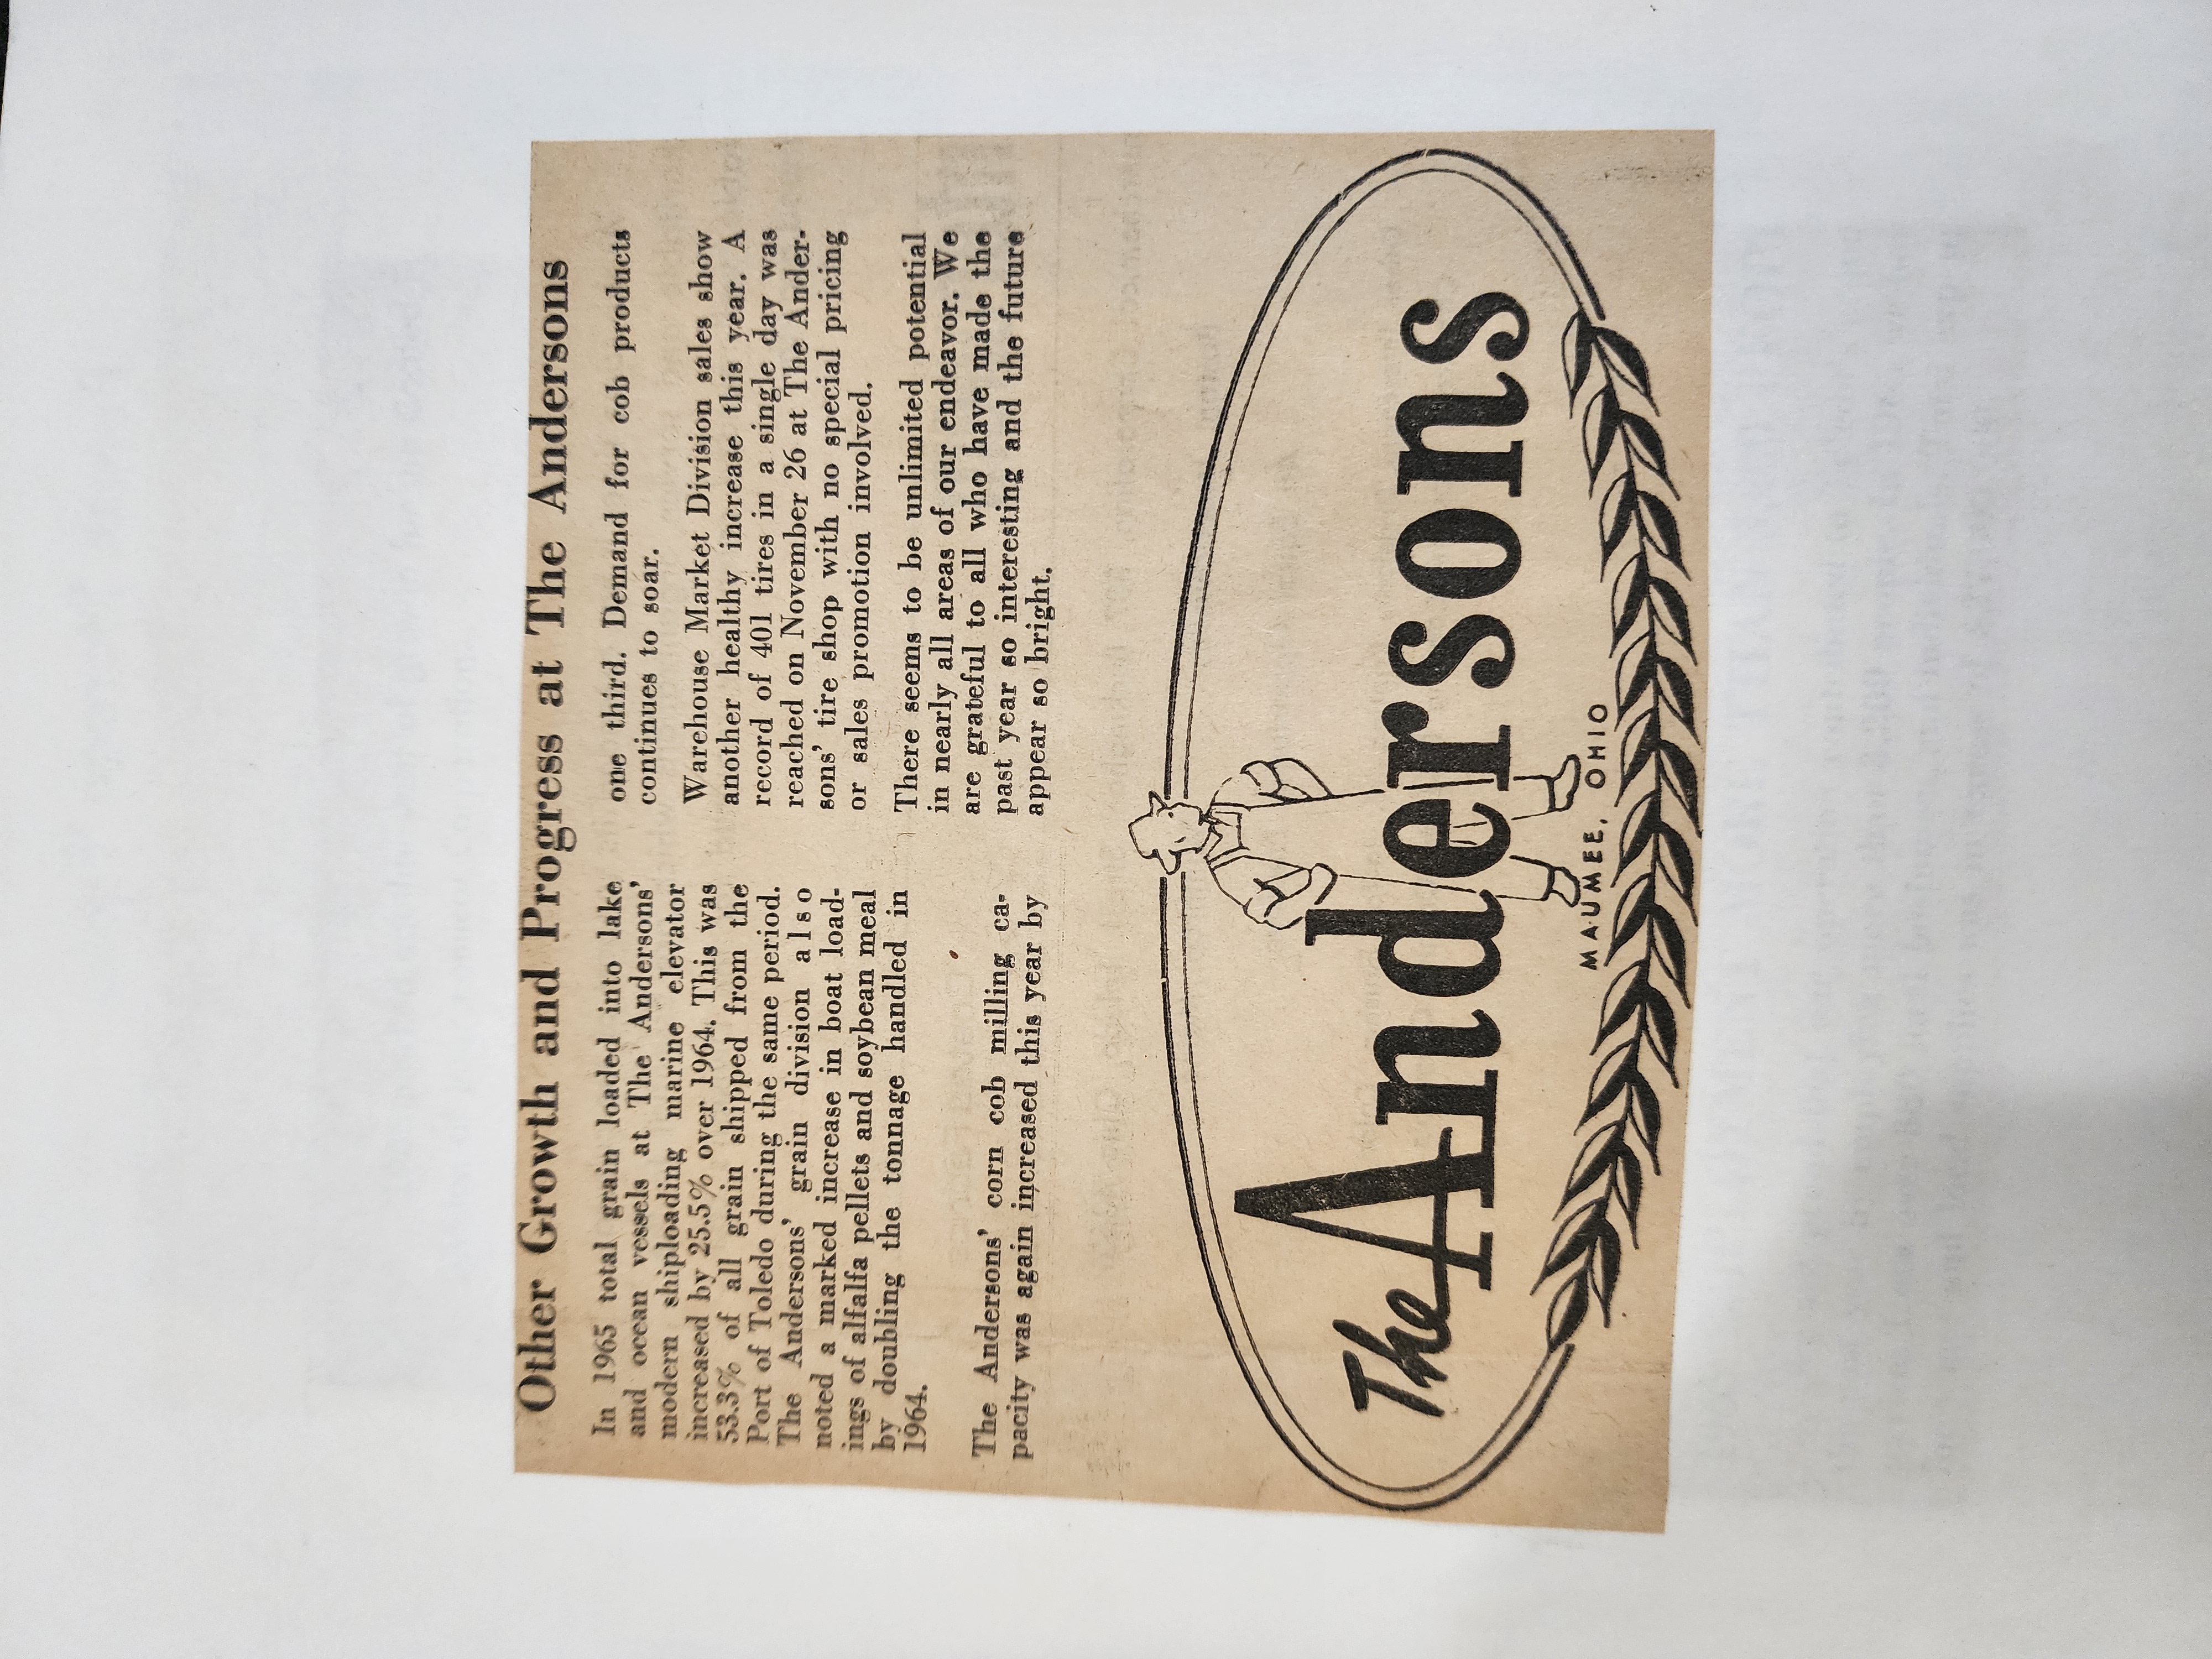 Other Growth and Progress at The Andersons
In 1965 total grain loaded into lake
and ocean vessels at The Andersons'
modern shiploading marine elevator
increased by 25.5% over 1964. This was
53.3% of all grain shipped from the
Port of Toledo during the same period.
The Andersons' grain division also
noted a marked increase in boat load-
ings of alfalfa pellets and soybean meal
by doubling the tonnage handled in
1964.
The Andersons' corn cob milling ca-
pacity was again increased this year by
one third. Demand for cob products
continues to soar.
Warehouse Market Division sales show
another healthy increase this year. A
record of 401 tires in a single day was
reached on November 26 at The Ander-
sons' tire shop with no special pricing
or sales promotion involved.
There seems to be unlimited potential
in nearly all areas of our endeavor. We
are grateful to all who have made the
past year so interesting and the future
appear so bright.
The Andersons
MAUMEE, OHIO